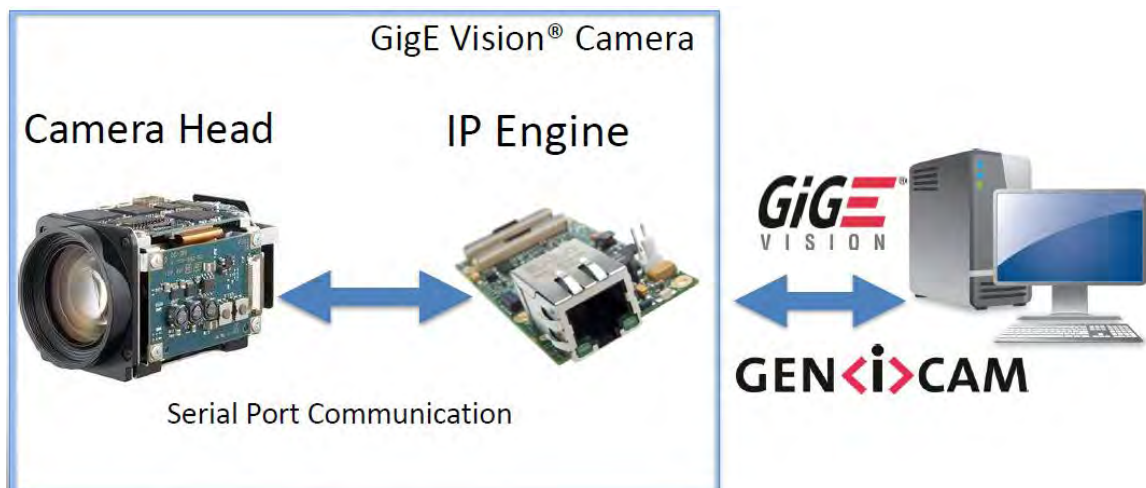 GigE Vision® Camera
Camera Head
IP Engine
GiGE®
VISION
GEN<i>CAM
Serial Port Communication